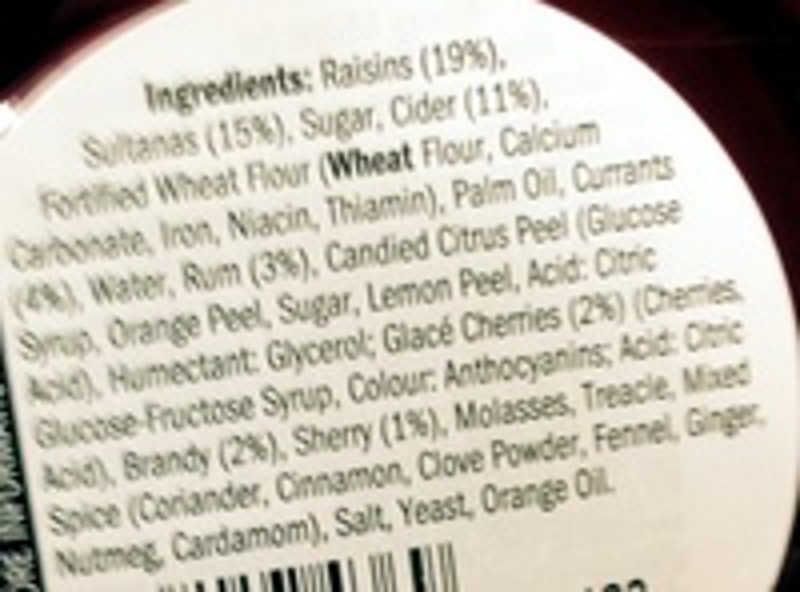 Ingredients: Raisins (19%),
Sultanas (15%), Sugar, Cider (11%),
Fortified Wheat Flour (Wheat Flour, Calcium
Carbonate, Iron, Niacin, Thiamin), Palm Oil, Currants
(4%), Water, Rum (3%), Candied Citrus Peel (Glucose
Syrup, Orange Peel, Sugar, Lemon Peel, Acid: Citric
Acid), Humectant: Glycerol; Glacé Cherries (2%) (Cherries,
Glucose-Fructose Syrup, Colour: Anthocyanins; Acid: Citric
Acid), Brandy (2%), Sherry (1%), Molasses, Treacle, Mixed
Spice (Coriander, Cinnamon, Clove Powder, Fennel, Ginger,
Nutmeg, Cardamom), Salt, Yeast, Orange Oil.